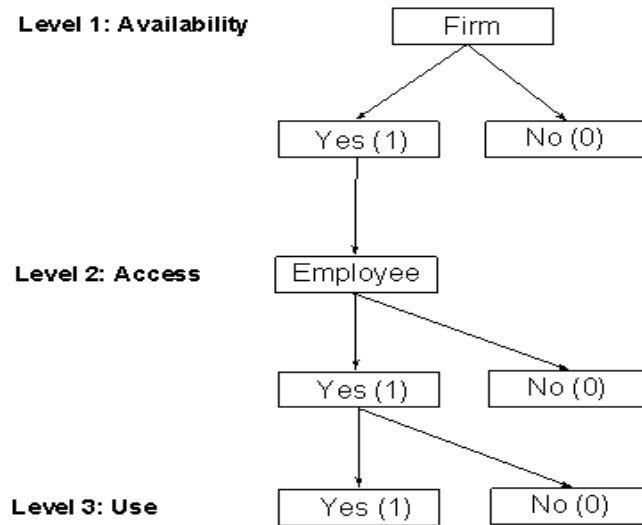 Level 1: Availability
Firm
Yes (1)
No (0)
Level 2: Access
Employee
Yes (1)
No (0)
Level 3: Use
Yes (1)
No (0)